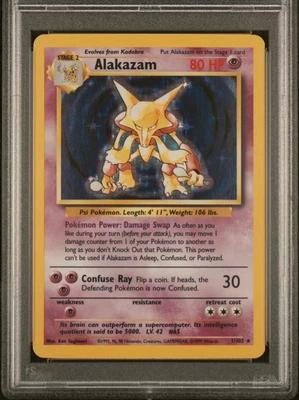 Evolves from Kadabra Put Alakazam on the Stage 1 card
STAGE 2 Alakazam 80 HP
Psi Pokémon. Length: 4' 11", Weight: 106 lbs.
Pokémon Power: Damage Swap As often as you
like during your turn (before your attack), you may move 1
damage counter from 1 of your Pokémon to another as
long as you don't Knock Out that Pokémon. This power
can't be used if Alakazam is Asleep, Confused, or Paralyzed.
Confuse Ray Flip a coin. If heads, the 30
Defending Pokémon is now Confused.
weakness resistance retreat cost
Its brain can outperform a supercomputer. Its intelligence
quotient is said to be 5000. LV. 42 #65
Illus. Ken Sugimori 1/102